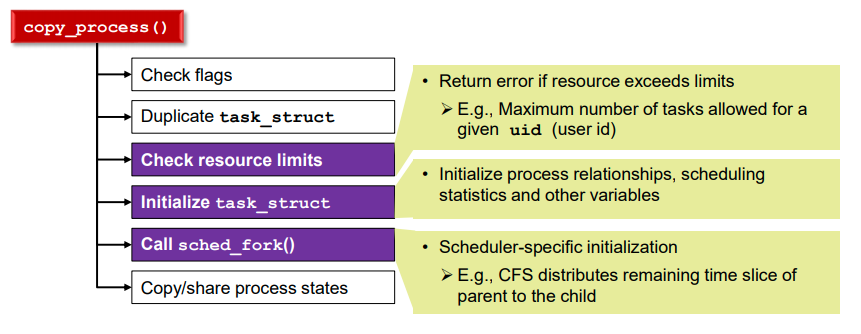 copy_process()
Check flags
Duplicate task_struct
Check resource limits
Initialize task_struct
Call sched_fork()
Copy/share process states
• Return error if resource exceeds limits
➢ E.g., Maximum number of tasks allowed for a
given uid (user id)
• Initialize process relationships, scheduling
statistics and other variables
• Scheduler-specific initialization
➢ E.g., CFS distributes remaining time slice of
parent to the child